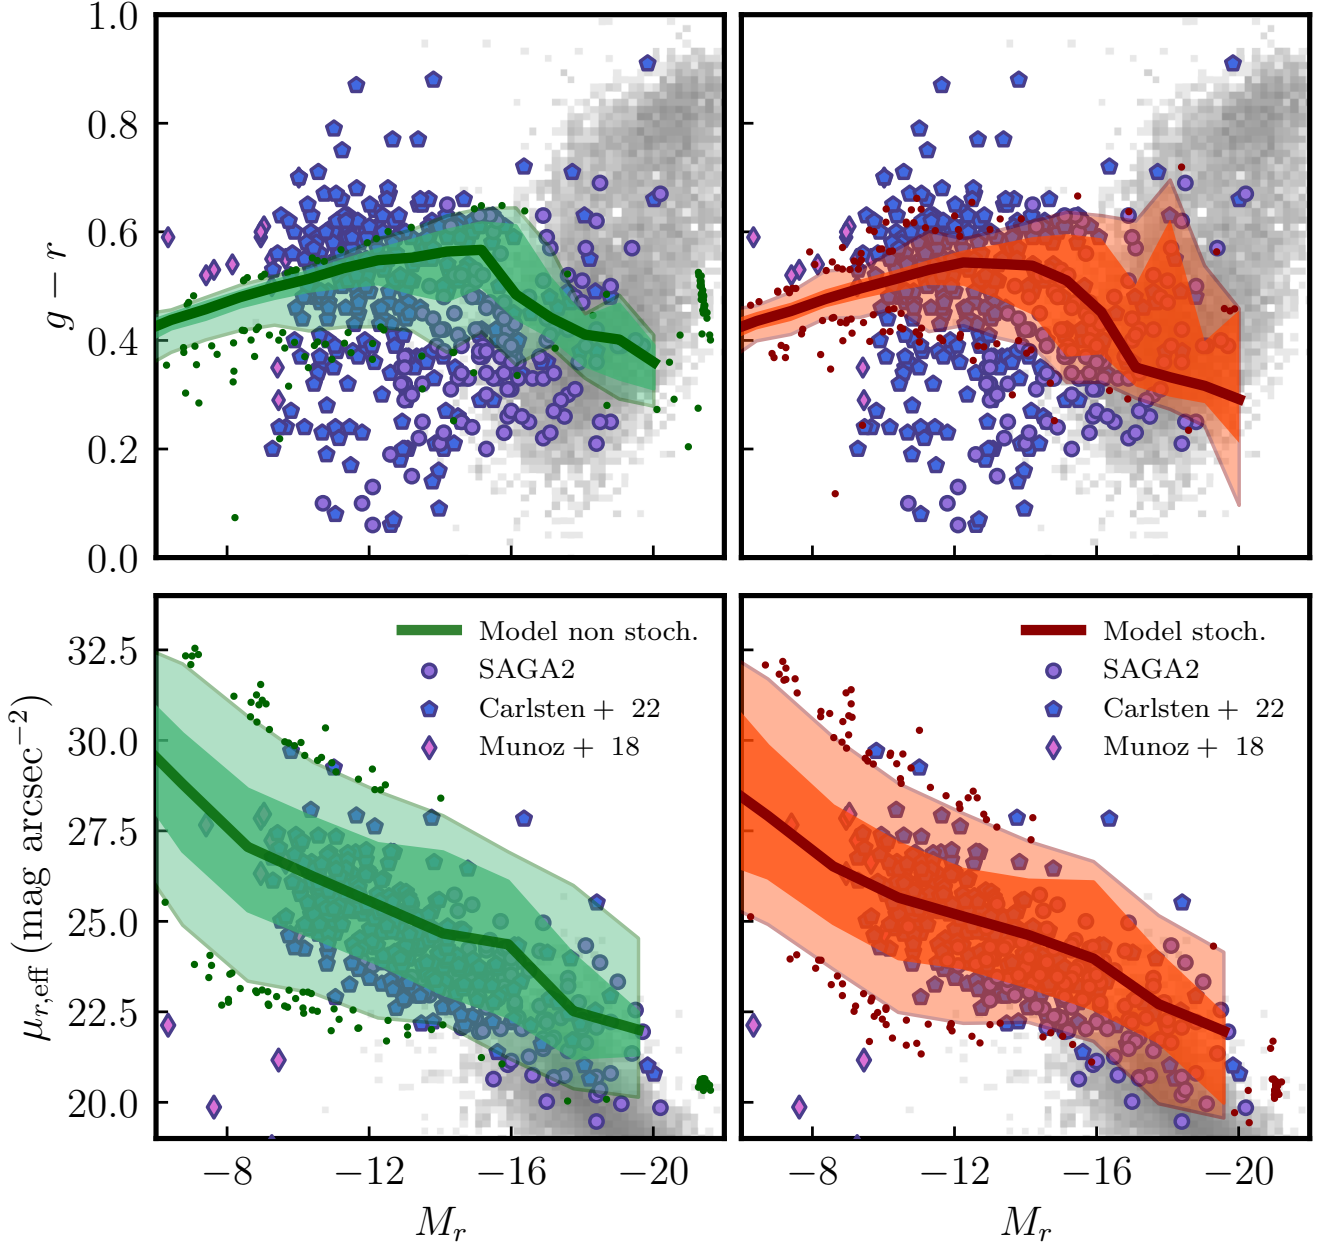 1.0
0.8
0.6
0.4
0.2
0.0
g − r
32.5
30.0
27.5
25.0
22.5
20.0
μr,eff (mag arcsec−2)
Model non stoch.
SAGA2
Carlsten + 22
Munoz + 18
Model stoch.
SAGA2
Carlsten + 22
Munoz + 18
−8 −12 −16 −20
−8 −12 −16 −20
Mr Mr